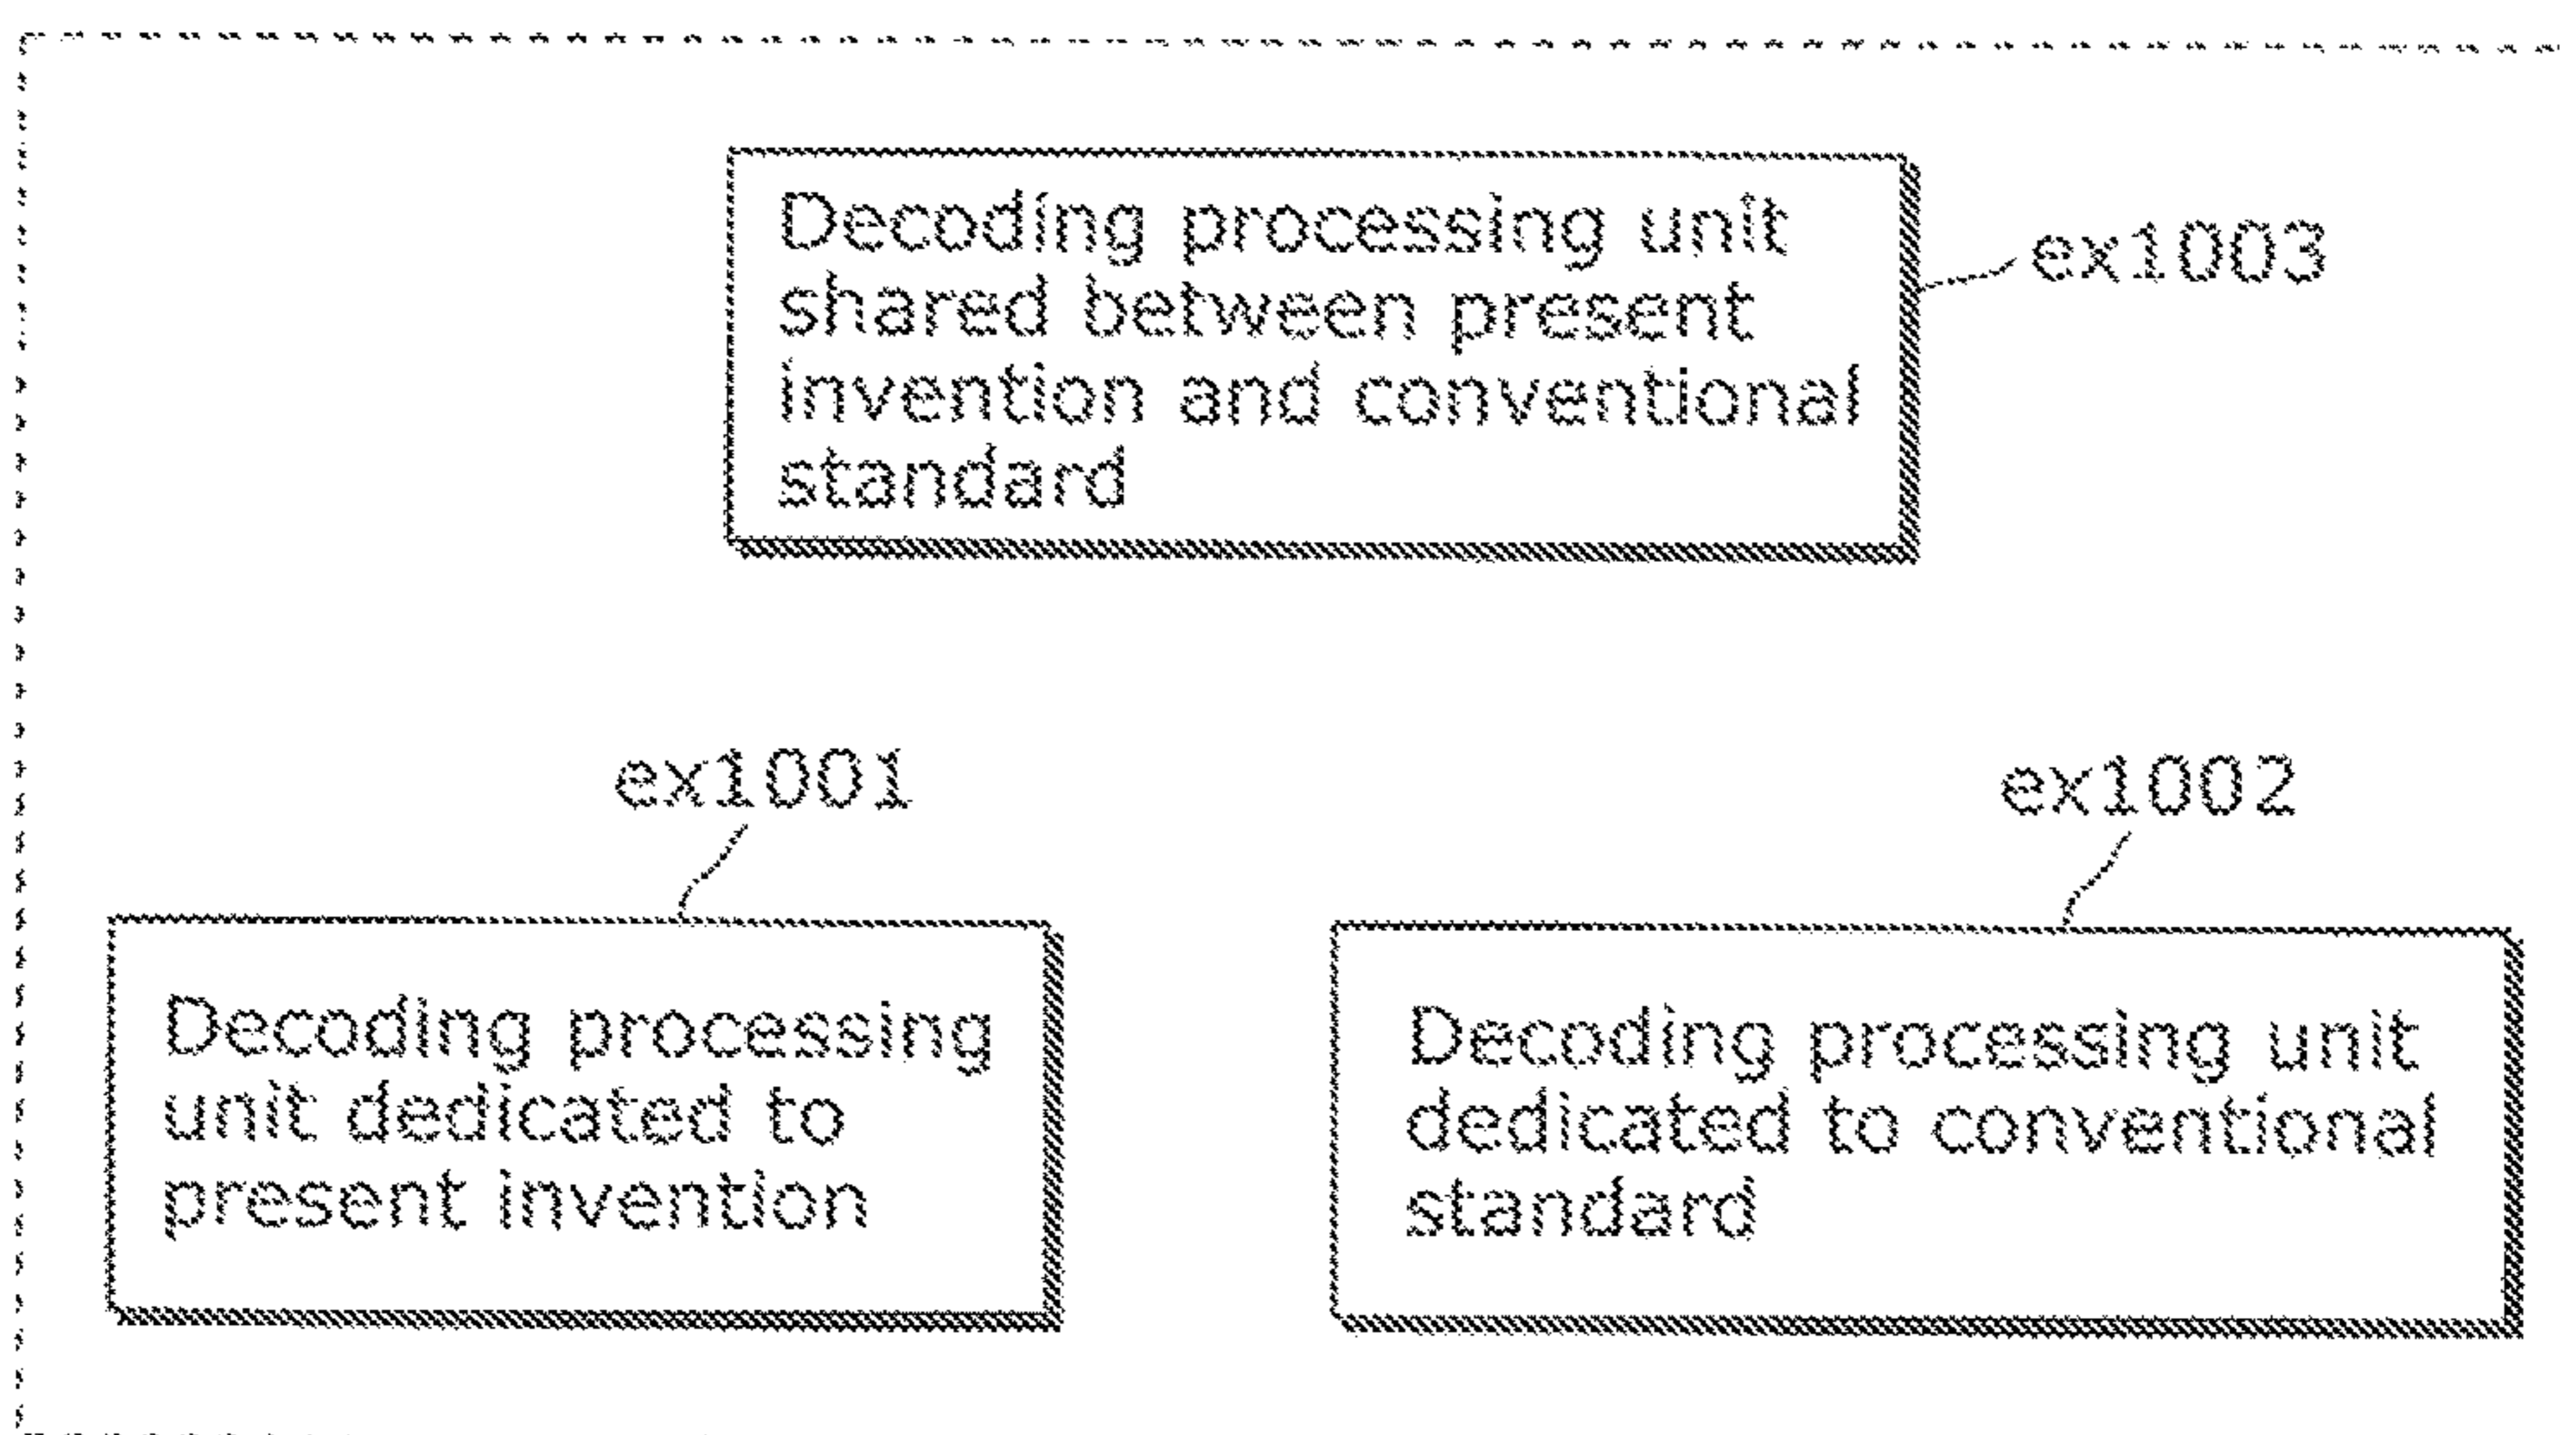 Decoding processing unit
shared between present
invention and conventional
standard
ex1003
ex1001
Decoding processing
unit dedicated to
present invention
ex1002
Decoding processing unit
dedicated to conventional
standard